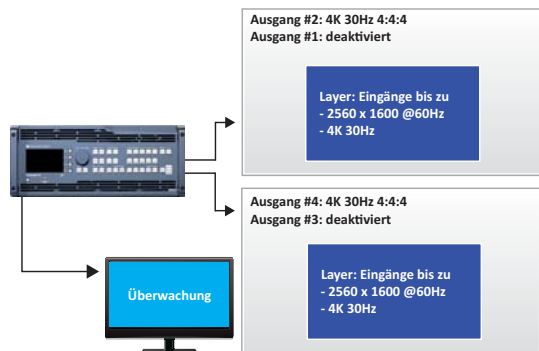 Ausgang #2: 4K 30Hz 4:4:4
Ausgang #1: deaktiviert
Layer: Eingänge bis zu
- 2560 x 1600 @60Hz
- 4K 30Hz
Ausgang #4: 4K 30Hz 4:4:4
Ausgang #3: deaktiviert
Layer: Eingänge bis zu
- 2560 x 1600 @60Hz
- 4K 30Hz
Überwachung